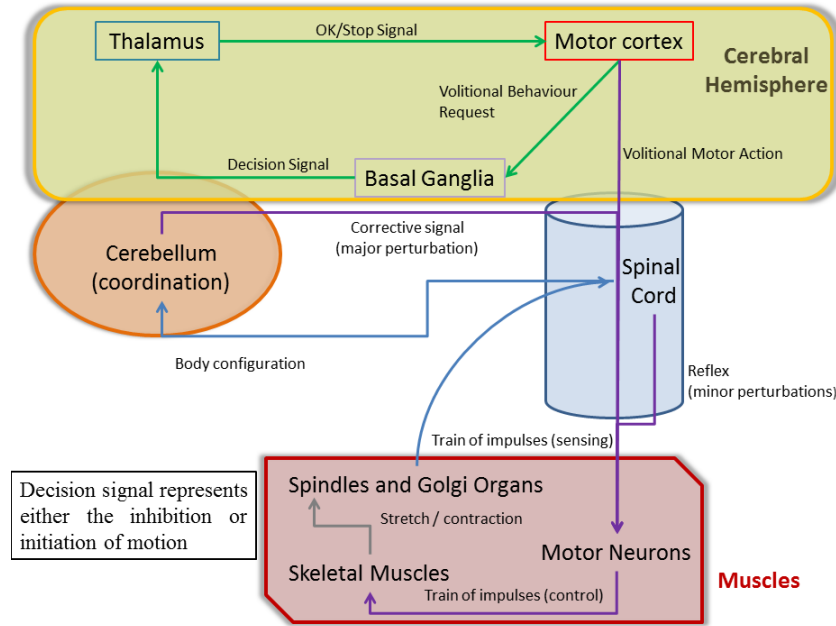 Thalamus
OK/Stop Signal
Motor cortex
Cerebral
Hemisphere
Volitional Behaviour
Request
Decision Signal
Basal Ganglia
Volitional Motor Action
Corrective signal
(major perturbation)
Cerebellum
(coordination)
Spinal
Cord
Body configuration
Reflex
(minor perturbations)
Train of impulses (sensing)
Decision signal represents
either the inhibition or
initiation of motion
Spindles and Golgi Organs
Stretch / contraction
Motor Neurons
Skeletal Muscles
Train of impulses (control)
Muscles